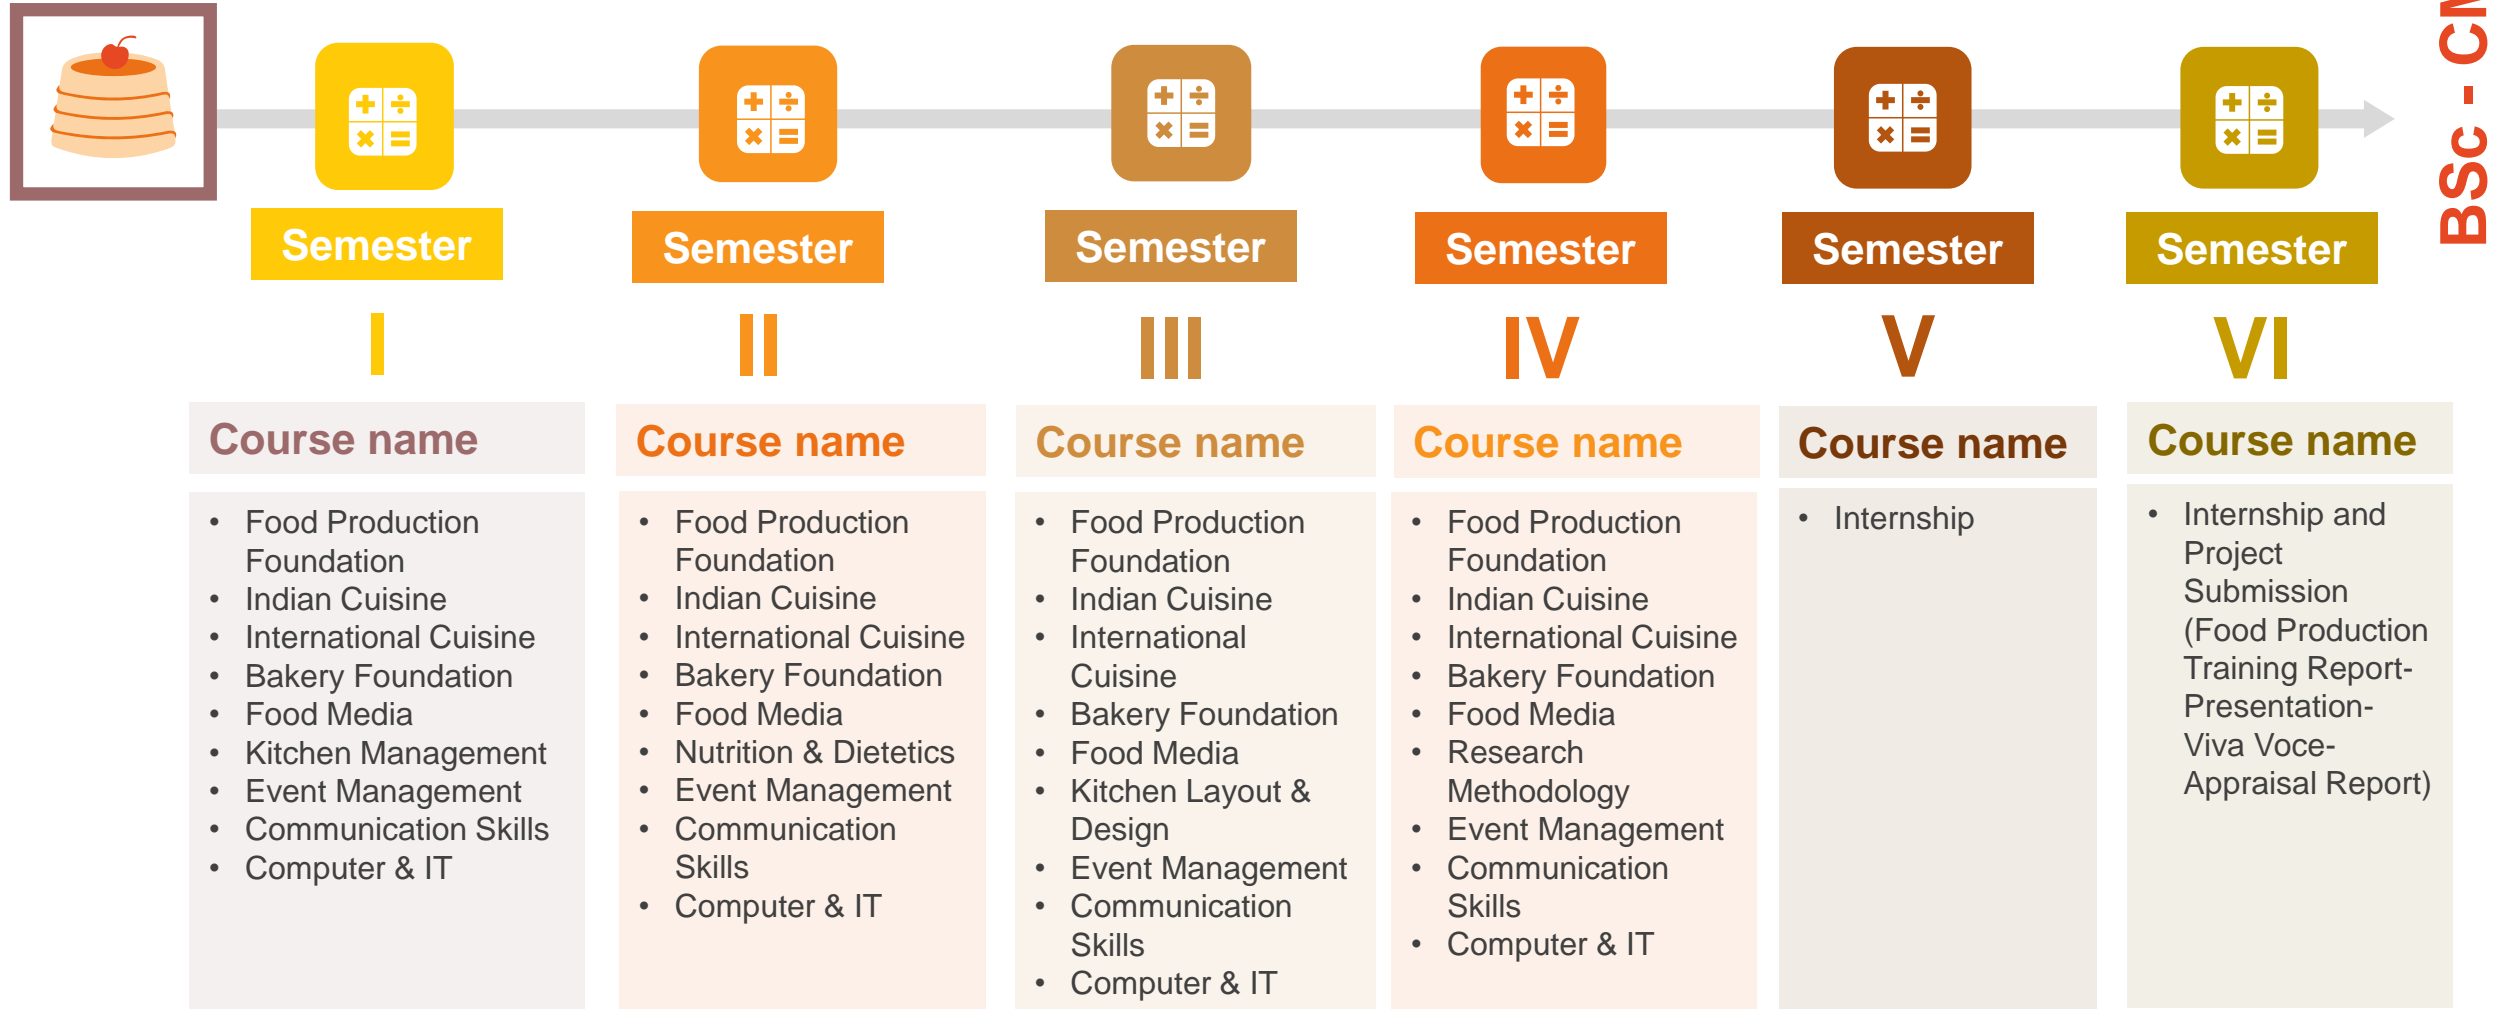 Semester
I
Course name
• Food Production
Foundation
• Indian Cuisine
• International Cuisine
• Bakery Foundation
• Food Media
• Kitchen Management
• Event Management
• Communication Skills
• Computer & IT
Semester
II
Course name
• Food Production
Foundation
• Indian Cuisine
• International Cuisine
• Bakery Foundation
• Food Media
• Nutrition & Dietetics
• Event Management
• Communication
Skills
• Computer & IT
Semester
III
Course name
• Food Production
Foundation
• Indian Cuisine
• International
Cuisine
• Bakery Foundation
• Food Media
• Kitchen Layout &
Design
• Event Management
• Communication
Skills
• Computer & IT
Semester
IV
Course name
• Food Production
Foundation
• Indian Cuisine
• International Cuisine
• Bakery Foundation
• Food Media
• Research
Methodology
• Event Management
• Communication
Skills
• Computer & IT
Semester
V
Course name
• Internship
Semester
VI
Course name
• Internship and
Project
Submission
(Food Production
Training Report-
Presentation-
Viva Voce-
Appraisal Report)
BSc - C